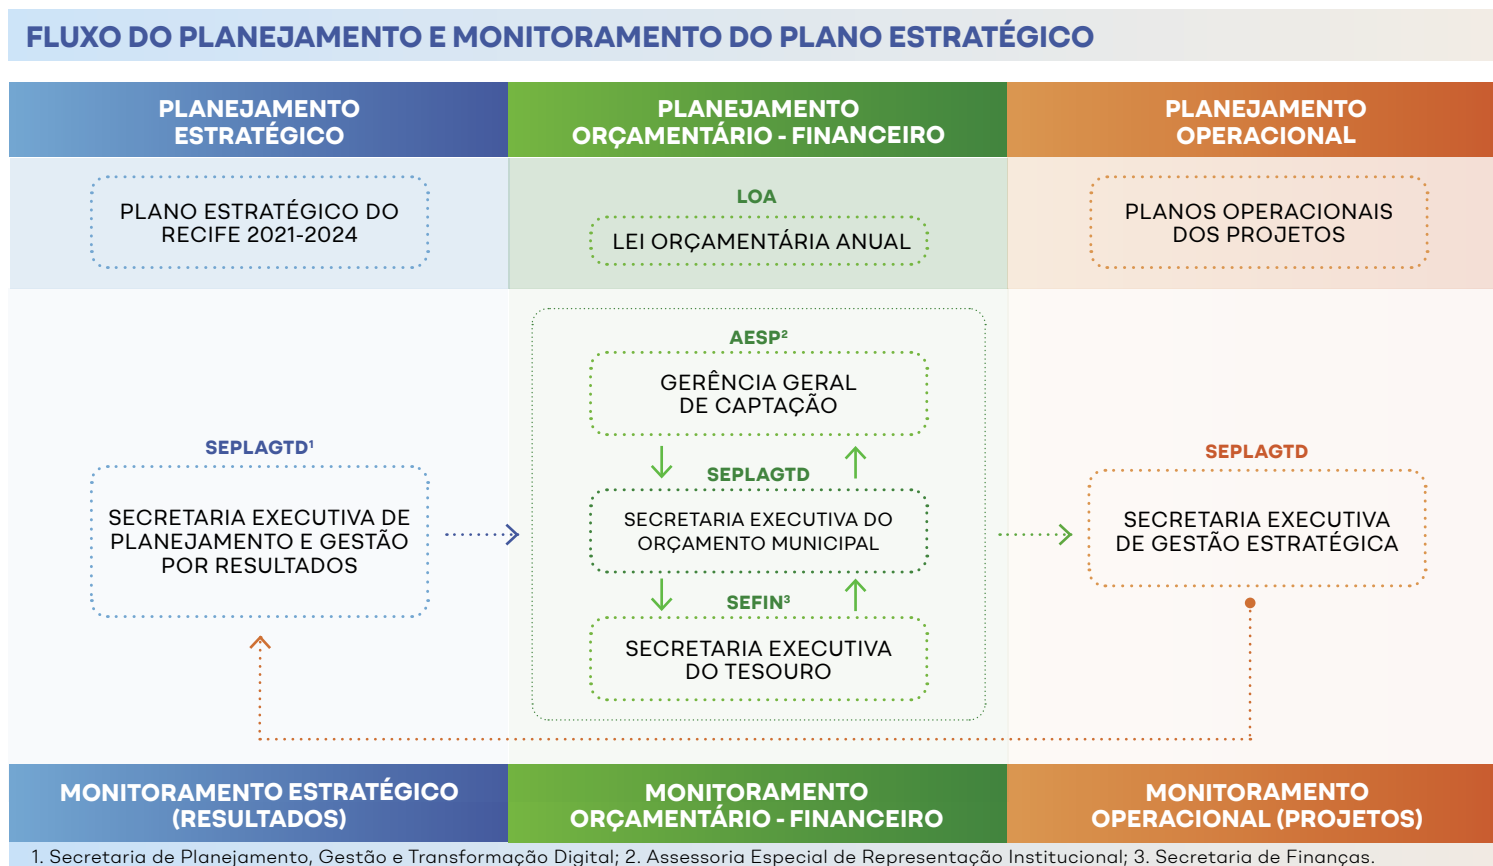 FLUXO DO PLANEJAMENTO E MONITORAMENTO DO PLANO ESTRATÉGICO
PLANEJAMENTO
ESTRATÉGICO
PLANEJAMENTO
ORÇAMENTÁRIO - FINANCEIRO
PLANEJAMENTO
OPERACIONAL
PLANO ESTRATÉGICO DO
RECIFE 2021-2024
LOA
LEI ORÇAMENTÁRIA ANUAL
PLANOS OPERACIONAIS
DOS PROJETOS
SEPLAGTD¹
SECRETARIA EXECUTIVA DE
PLANEJAMENTO E GESTÃO
POR RESULTADOS
AESP²
GERÊNCIA GERAL
DE CAPTAÇÃO
SEPLAGTD
SECRETARIA EXECUTIVA DO
ORÇAMENTO MUNICIPAL
SEFIN³
SECRETARIA EXECUTIVA
DO TESOURO
SEPLAGTD
SECRETARIA EXECUTIVA
DE GESTÃO ESTRATÉGICA
MONITORAMENTO ESTRATÉGICO
(RESULTADOS)
MONITORAMENTO
ORÇAMENTÁRIO - FINANCEIRO
MONITORAMENTO
OPERACIONAL (PROJETOS)
1. Secretaria de Planejamento, Gestão e Transformação Digital; 2. Assessoria Especial de Representação Institucional; 3. Secretaria de Finanças.